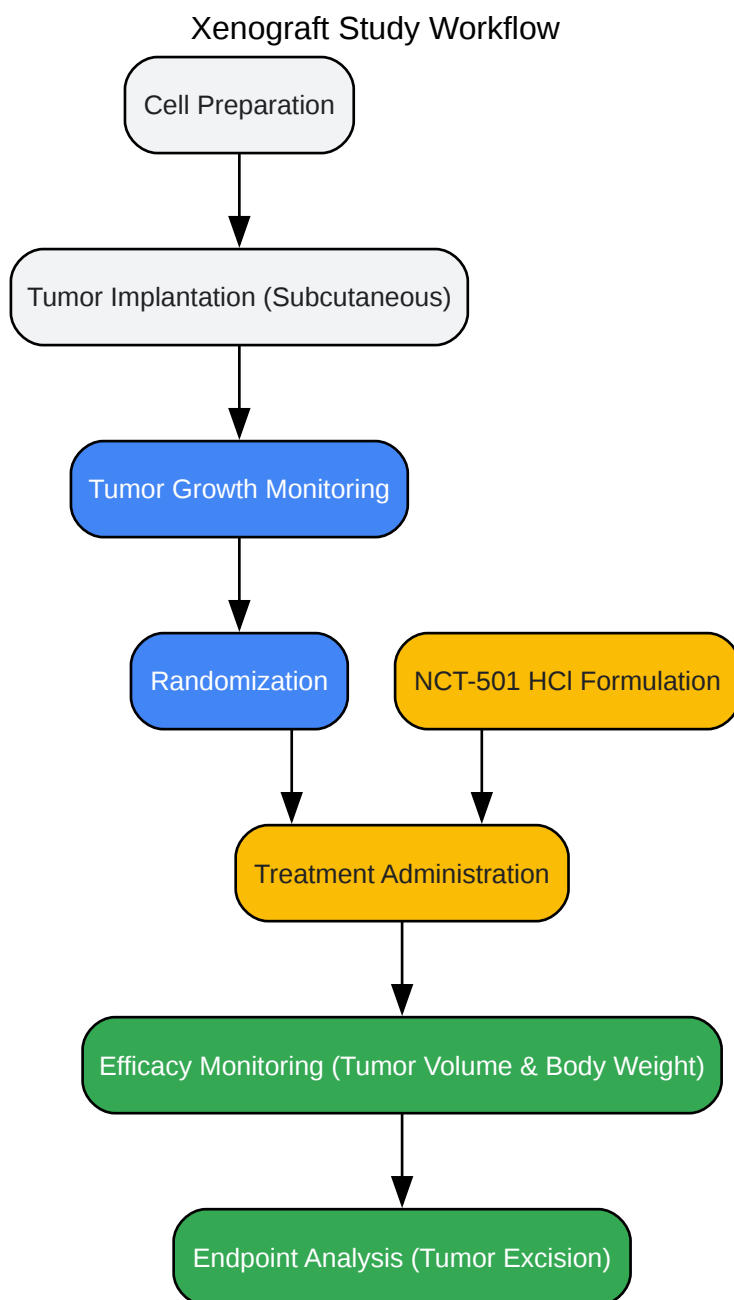 Xenograft Study Workflow
Cell Preparation
Tumor Implantation (Subcutaneous)
Tumor Growth Monitoring
Randomization
NCT-501 HCl Formulation
Treatment Administration
Efficacy Monitoring (Tumor Volume & Body Weight)
Endpoint Analysis (Tumor Excision)